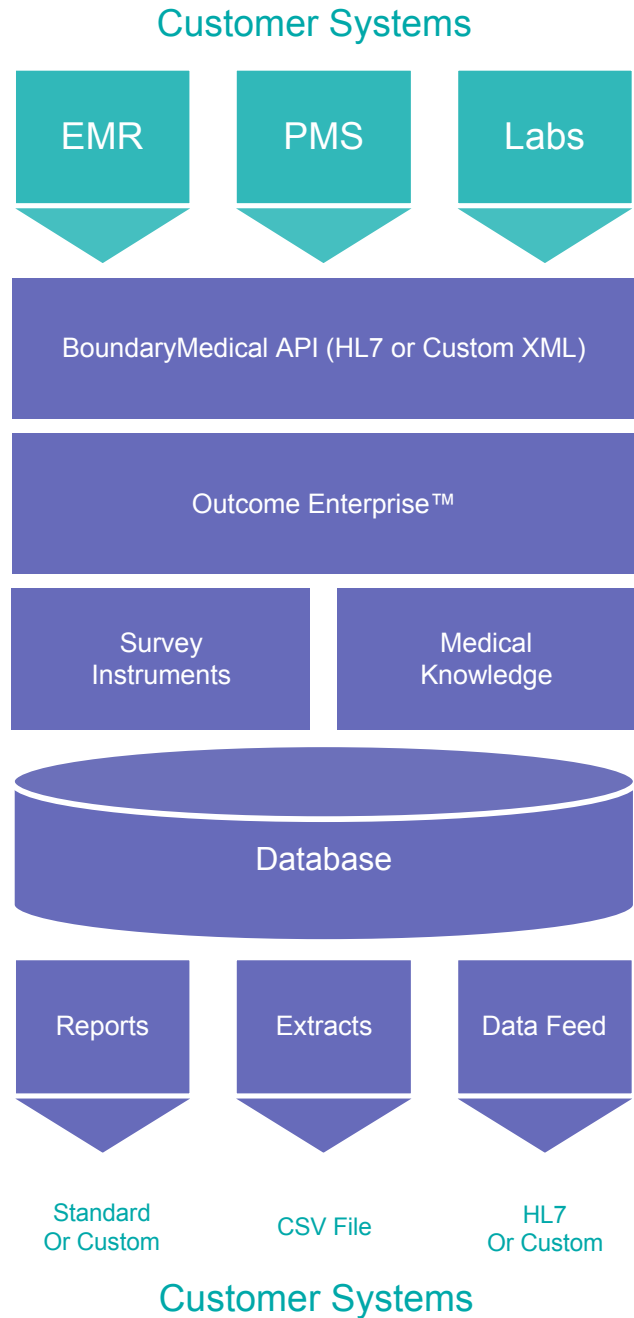 Customer Systems
EMR
PMS
Labs
BoundaryMedical API (HL7 or Custom XML)
Outcome Enterprise™
Survey
Instruments
Medical
Knowledge
Database
Reports
Extracts
Data Feed
Standard
Or Custom
CSV File
HL7
Or Custom
Customer Systems